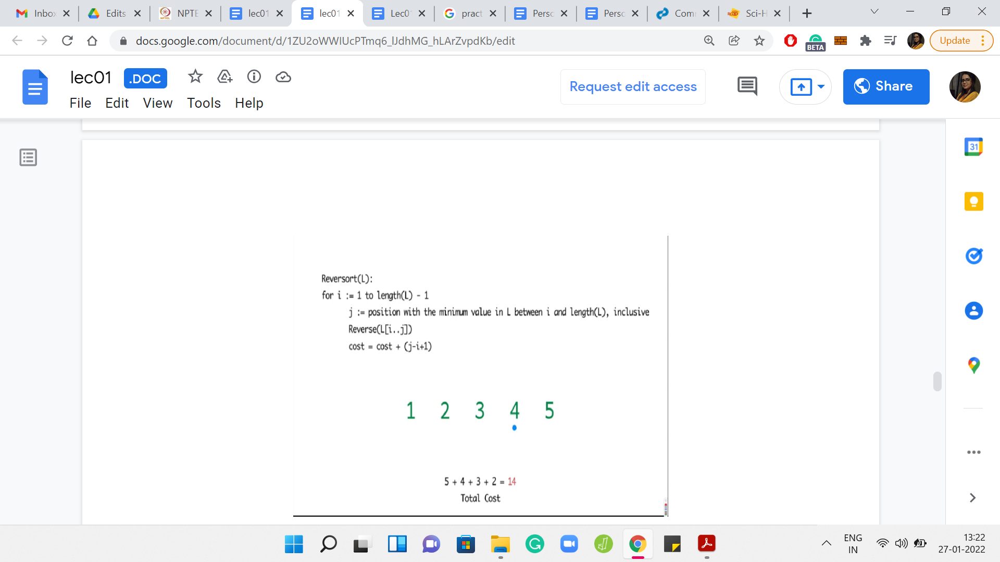 Inbo
Edits
NPTE
lec01
lec01
Lec0
pract
Perso
Perso
Com
Sci-H
docs.google.com/document/d/1ZU2oWWIUcPTmq6_lJdhMG_hLArZvpdKb/edit
BETA
Update
lec01 .DOC
File Edit View Tools Help
Request edit access
Share
31
Reversort(L):
for i := 1 to length(L) - 1
j := position with the minimum value in L between i and length(L), inclusive
Reverse(L[i..j])
cost = cost + (j-i+1)
1 2 3 4 5
5 + 4 + 3 + 2 = 14
Total Cost
ENG
IN
13:22
27-01-2022